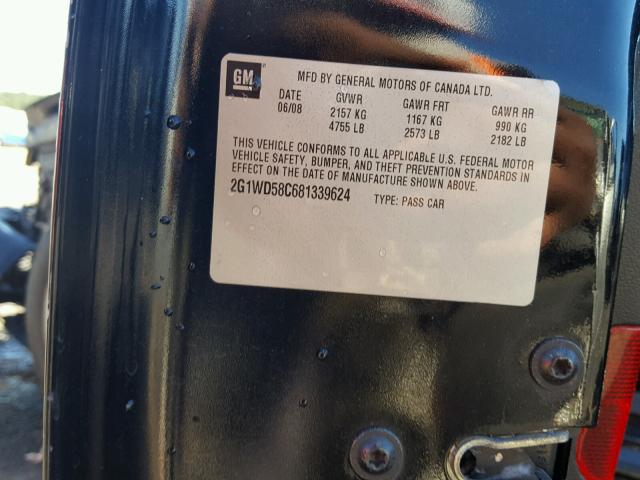 GM
MFD BY GENERAL MOTORS OF CANADA LTD.
DATE GVWR GAWR FRT GAWR RR
06/08 2157 KG 1167 KG 990 KG
4755 LB 2573 LB 2182 LB
THIS VEHICLE CONFORMS TO ALL APPLICABLE U.S. FEDERAL MOTOR
VEHICLE SAFETY, BUMPER, AND THEFT PREVENTION STANDARDS IN
EFFECT ON THE DATE OF MANUFACTURE SHOWN ABOVE.
2G1WD58C681339624 TYPE: PASS CAR